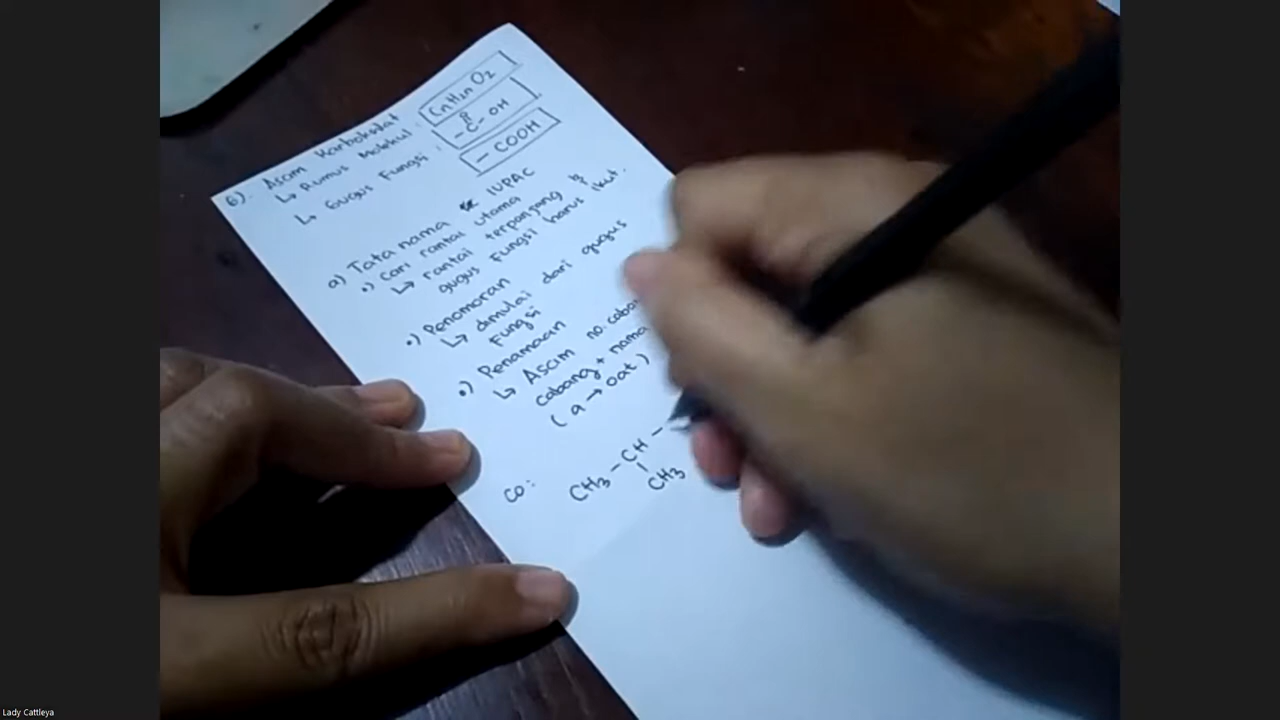 6). Asam Karboksilat
↳ Rumus Molekul : CnH2nO2
↳ Gugus Fungsi :
O
- C - OH
- COOH
a) Tata nama IUPAC
•) Cari rantai utama
↳ rantai terpanjang &
gugus fungsi harus ikut.
•) Penomoran
↳ dimulai dari gugus
fungsi
•) Penamaan
↳ Asam no. caban
cabang + nama
( a → oat )
co: CH3 - CH -
CH3
Lady Cattleya